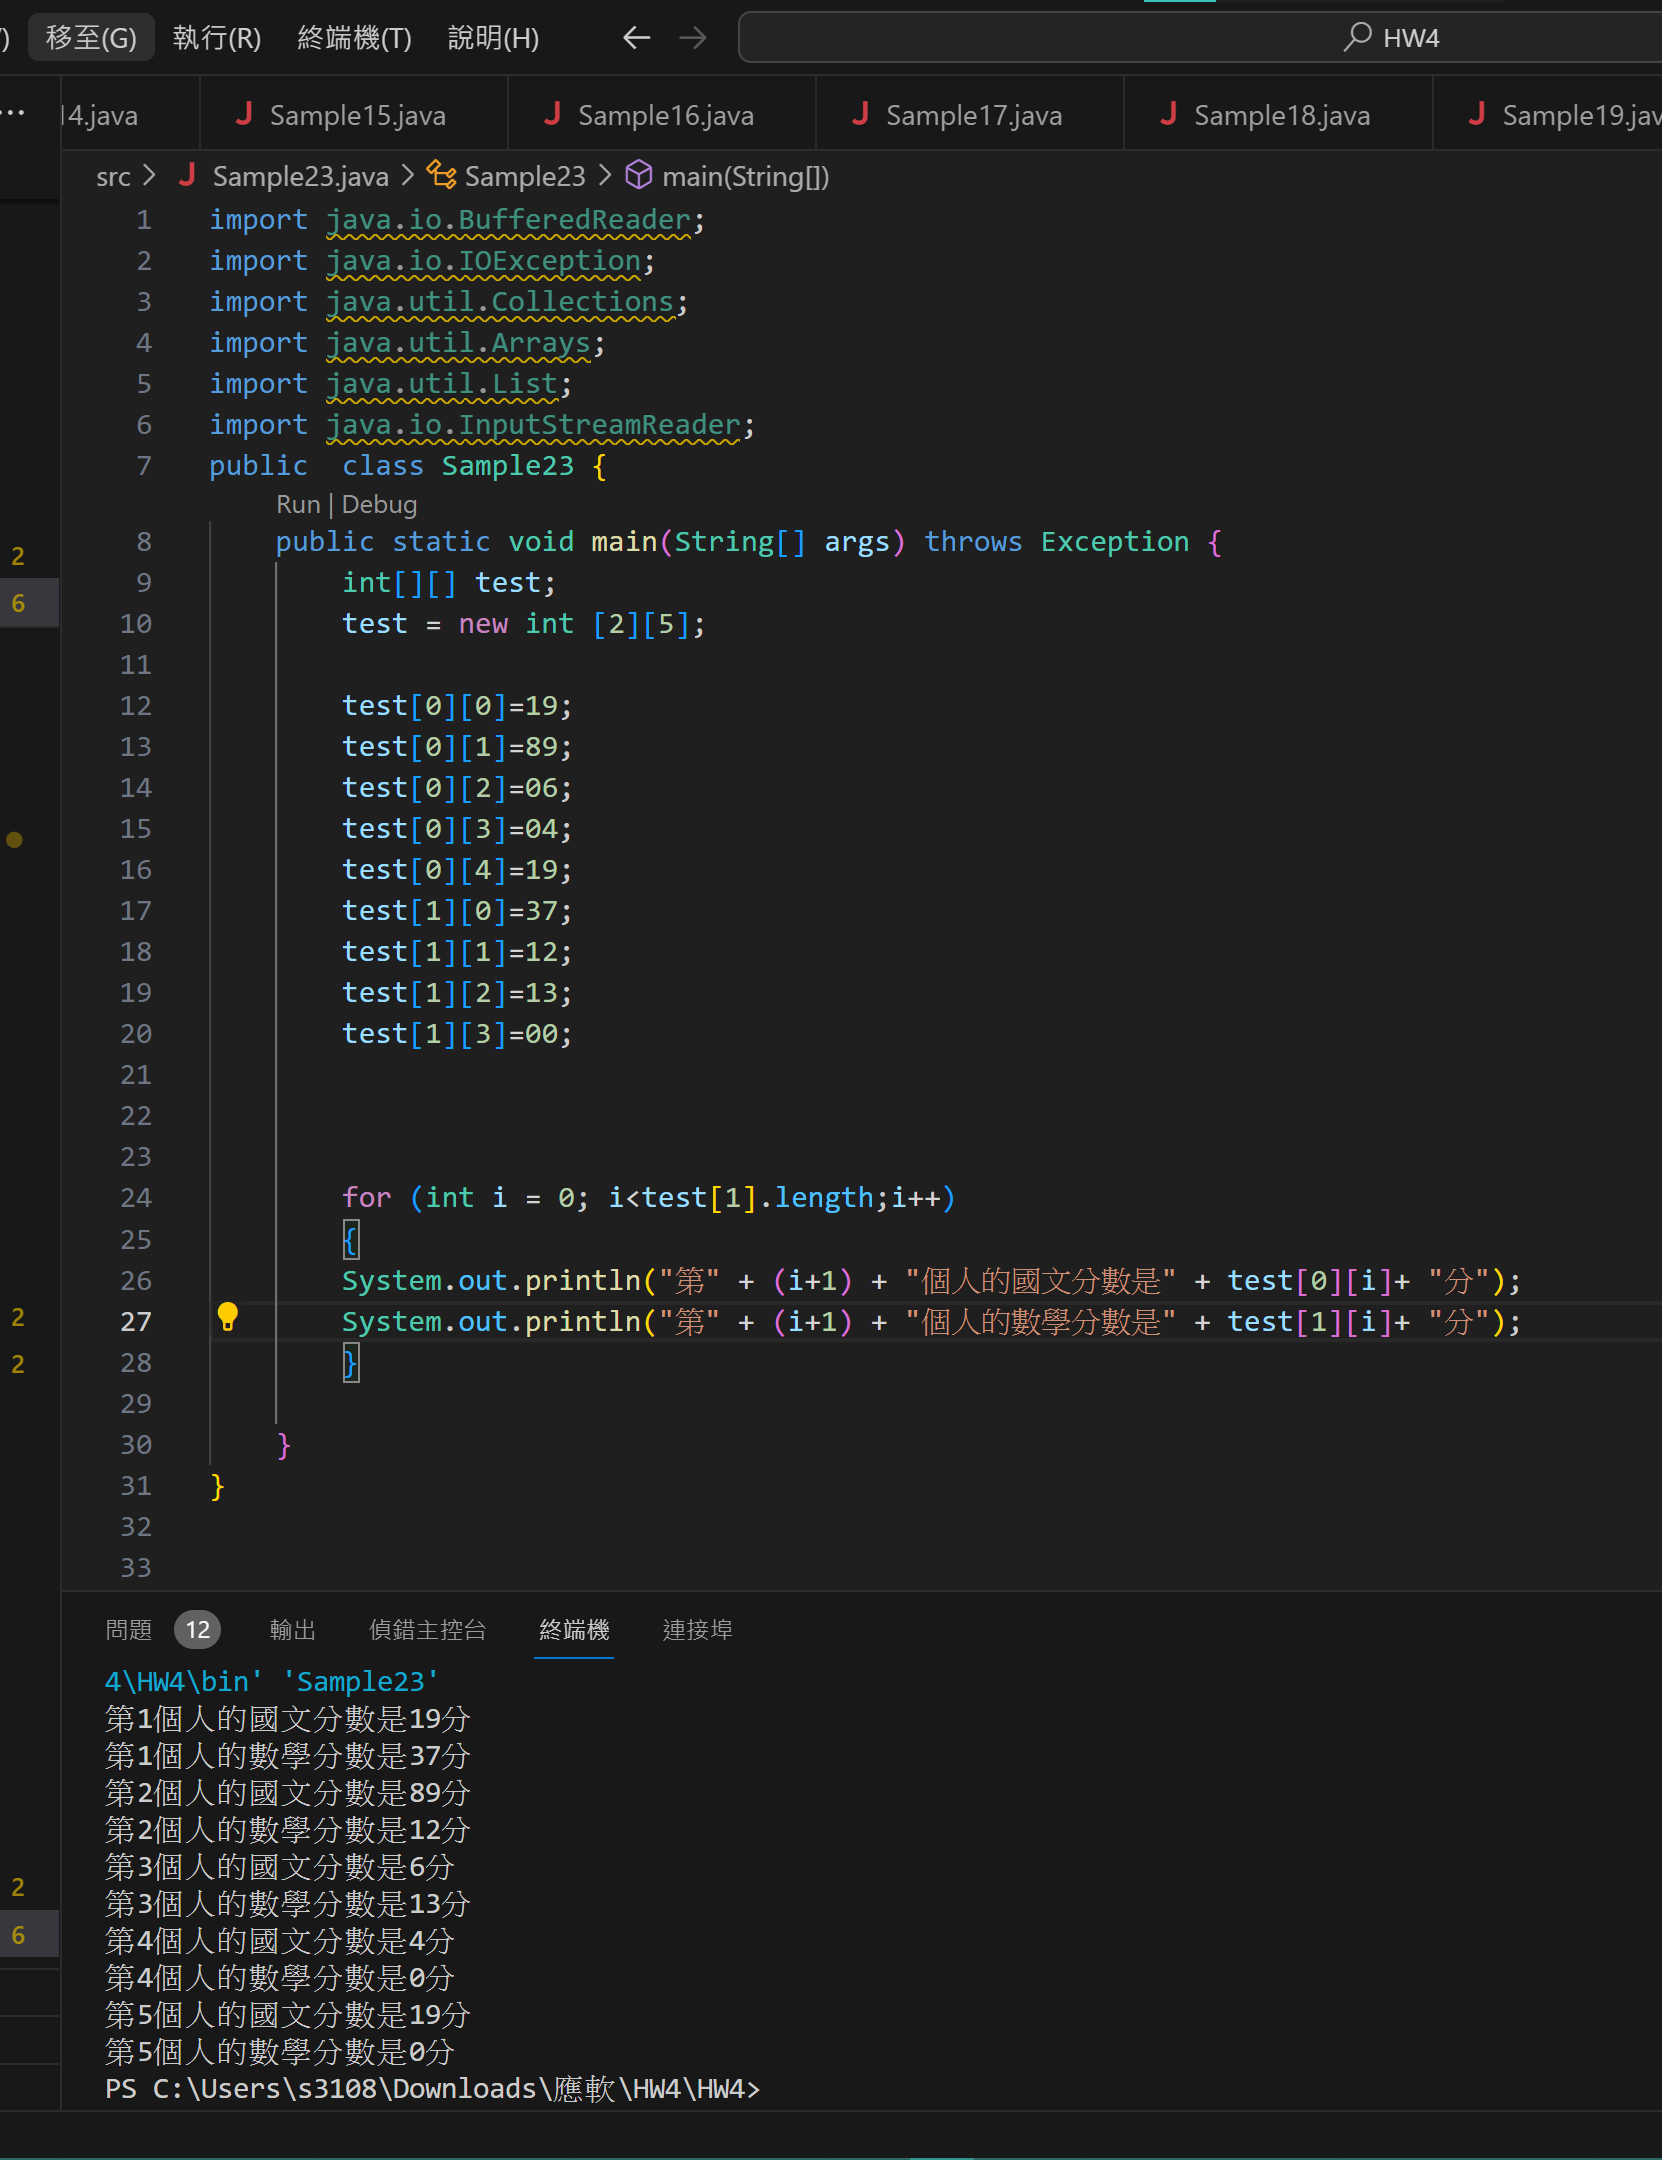 ) 移至(G) 執行(R) 終端機(T) 說明(H) HW4
14.java Sample15.java Sample16.java Sample17.java Sample18.java Sample19.jav
src > Sample23.java > Sample23 > main(String[])
1 import java.io.BufferedReader;
2 import java.io.IOException;
3 import java.util.Collections;
4 import java.util.Arrays;
5 import java.util.List;
6 import java.io.InputStreamReader;
7 public  class Sample23 {
Run | Debug
8 public static void main(String[] args) throws Exception {
9 int[][] test;
10 test = new int [2][5];
11
12 test[0][0]=19;
13 test[0][1]=89;
14 test[0][2]=06;
15 test[0][3]=04;
16 test[0][4]=19;
17 test[1][0]=37;
18 test[1][1]=12;
19 test[1][2]=13;
20 test[1][3]=00;
21
22
23
24 for (int i = 0; i<test[1].length;i++)
25 {
26 System.out.println("第" + (i+1) + "個人的國文分數是" + test[0][i]+ "分");
27 System.out.println("第" + (i+1) + "個人的數學分數是" + test[1][i]+ "分");
28 }
29
30 }
31 }
32
33
2
6
2
2
2
6
問題 12 輸出 偵錯主控台 終端機 連接埠
4\HW4\bin' 'Sample23'
第1個人的國文分數是19分
第1個人的數學分數是37分
第2個人的國文分數是89分
第2個人的數學分數是12分
第3個人的國文分數是6分
第3個人的數學分數是13分
第4個人的國文分數是4分
第4個人的數學分數是0分
第5個人的國文分數是19分
第5個人的數學分數是0分
PS C:\Users\s3108\Downloads\應軟\HW4\HW4>